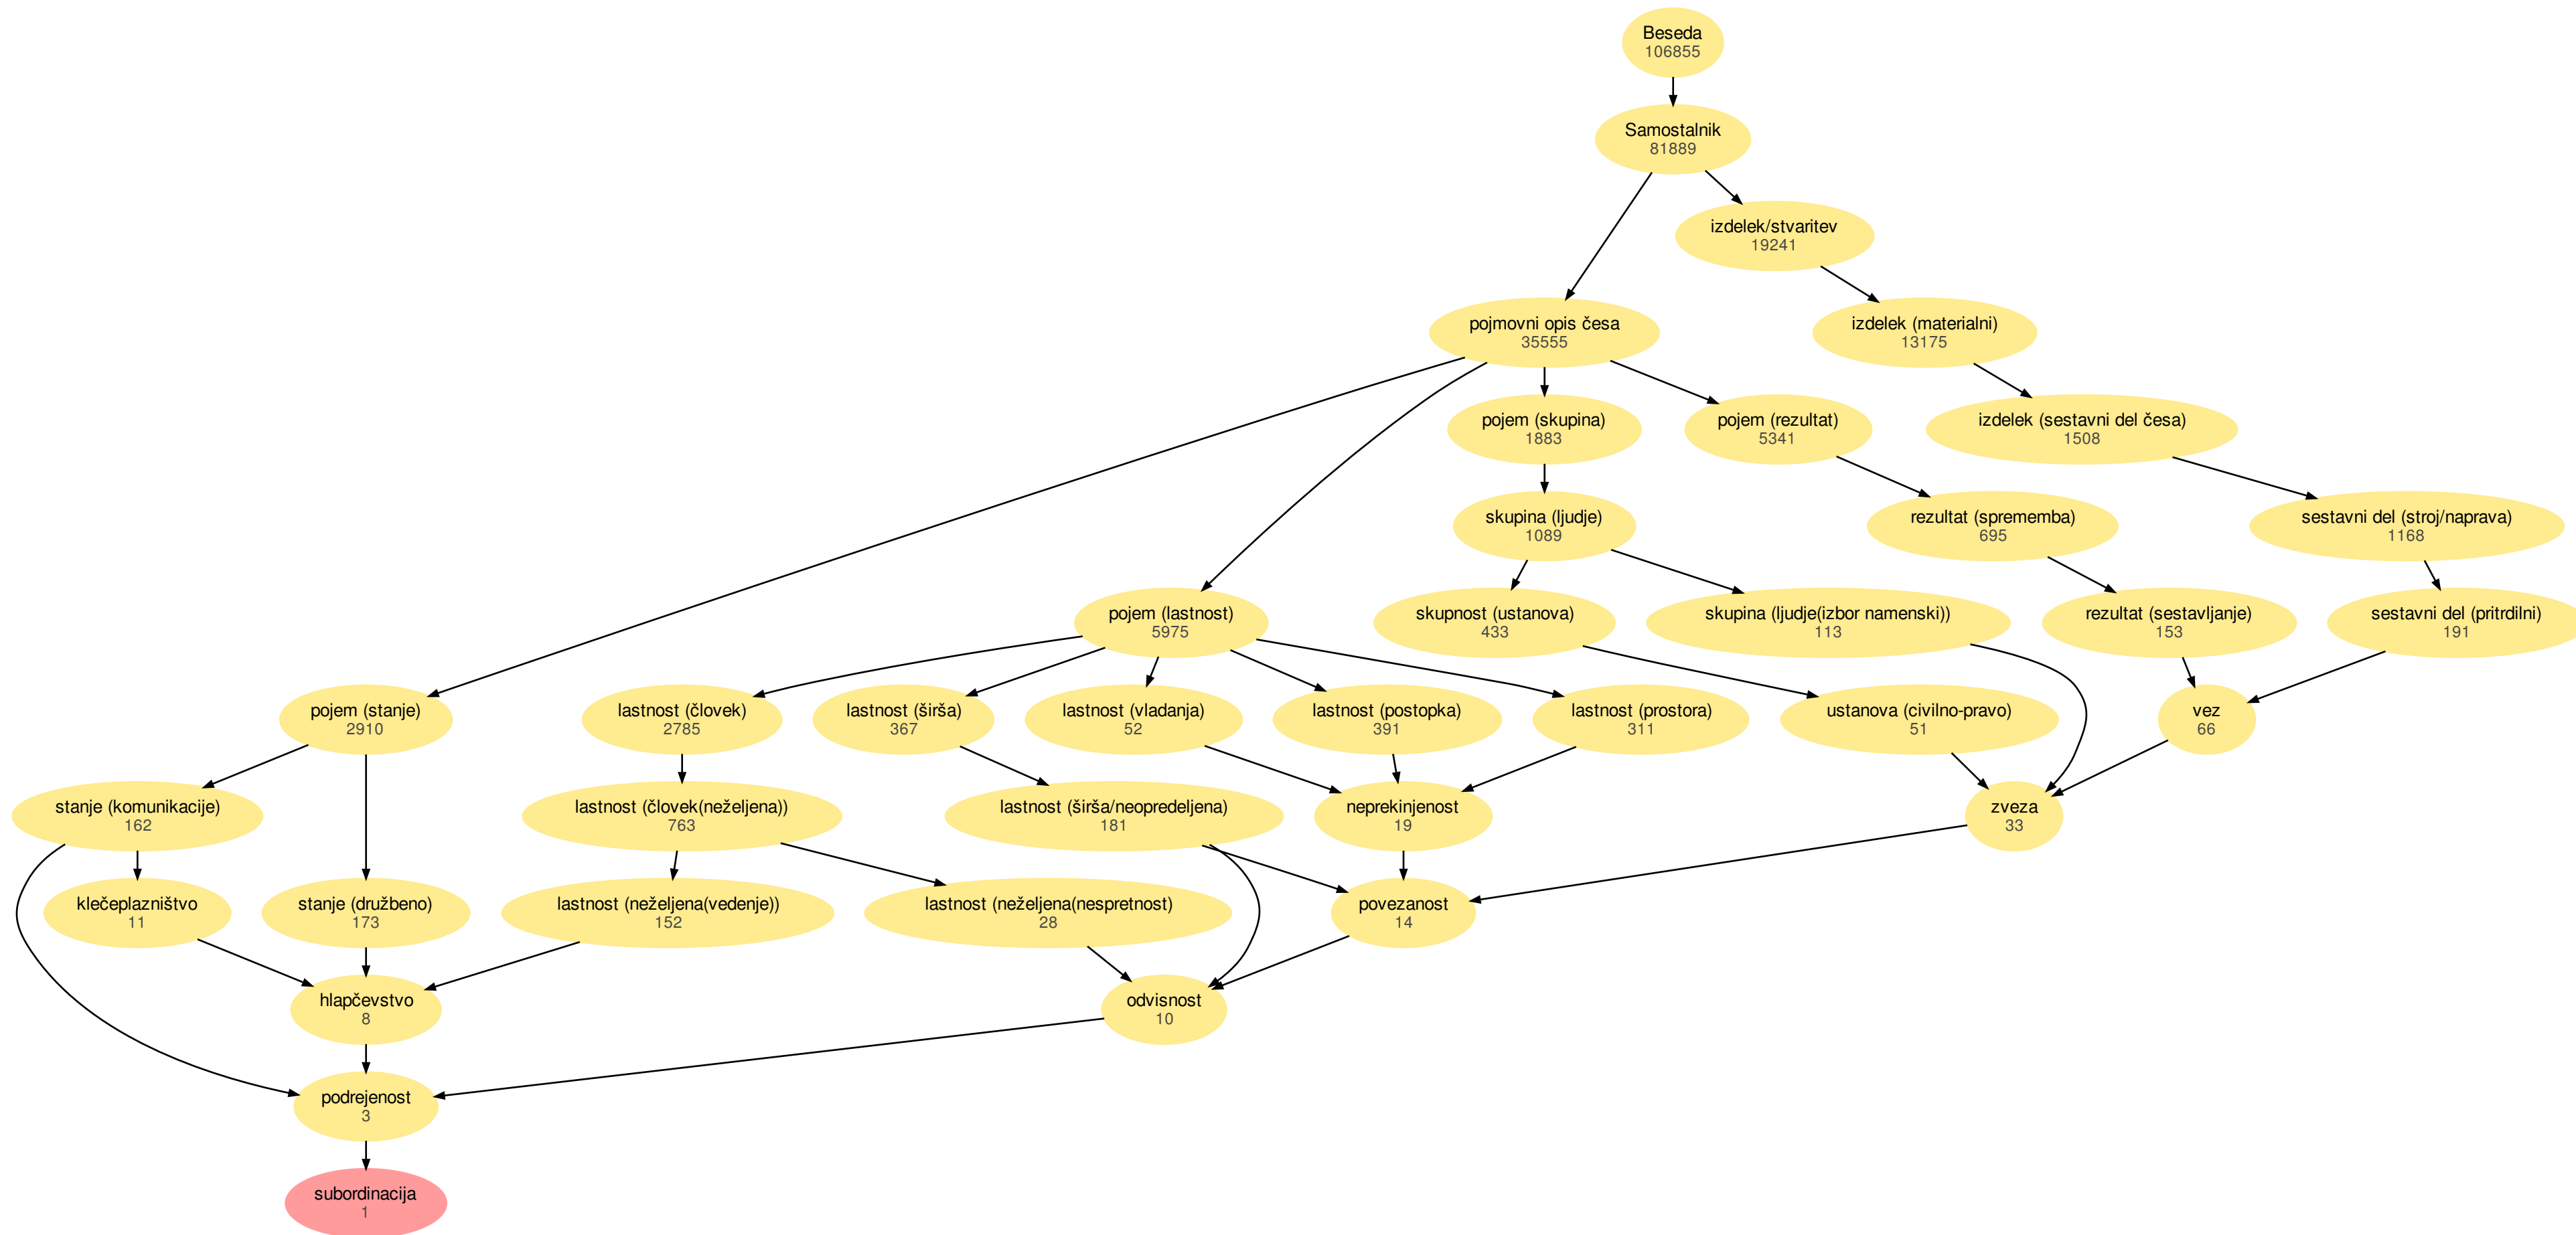 Beseda
106855
Samostalnik
81889
izdelek/stvaritev
19241
pojmovni opis česa
35555
izdelek (materialni)
13175
pojem (skupina)
1883
pojem (rezultat)
5341
izdelek (sestavni del česa)
1508
skupina (ljudje)
1089
rezultat (sprememba)
695
sestavni del (stroj/naprava)
1168
pojem (lastnost)
5975
skupnost (ustanova)
433
skupina (ljudje(izbor namenski))
113
rezultat (sestavljanje)
153
sestavni del (pritrdilni)
191
pojem (stanje)
2910
lastnost (človek)
2785
lastnost (širša)
367
lastnost (vladanja)
52
lastnost (postopka)
391
lastnost (prostora)
311
ustanova (civilno-pravo)
51
vez
66
stanje (komunikacije)
162
lastnost (človek(neželjena))
763
lastnost (širša/neopredeljena)
181
neprekinjenost
19
zveza
33
klečeplazništvo
11
stanje (družbeno)
173
lastnost (neželjena(vedenje))
152
lastnost (neželjena(nespretnost)
28
povezanost
14
hlapčevstvo
8
odvisnost
10
podrejenost
3
subordinacija
1